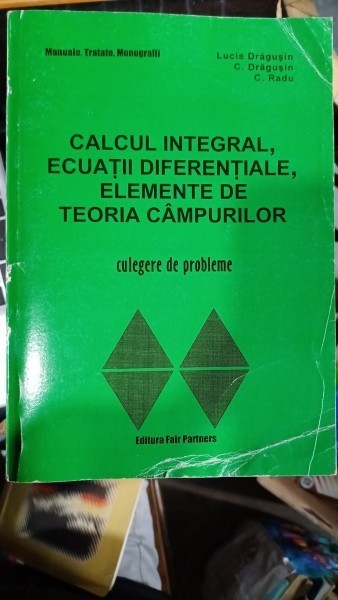 Manuale. Tratate. Monografii
Lucia Drăgușin
C. Drăgușin
C. Radu
CALCUL INTEGRAL,
ECUAȚII DIFERENȚIALE,
ELEMENTE DE
TEORIA CÂMPURILOR
culegere de probleme
Editura Fair Partners